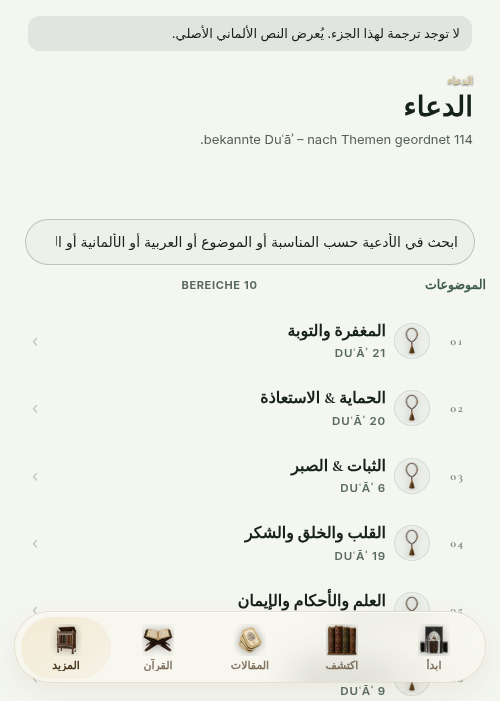 لا توجد ترجمة لهذا الجزء. يُعرض النص الألماني الأصلي.
الدعاء
الدعاء
114 bekannte Duʿāʾ – nach Themen geordnet.
ابحث في الأدعية حسب المناسبة أو الموضوع أو العربية أو الألمانية أو ال
الموضوعات
10 BEREICHE
01
المغفرة والتوبة
21 DUʿĀʾ
02
الحماية & الاستعاذة
20 DUʿĀʾ
03
الثبات & الصبر
6 DUʿĀʾ
04
القلب والخلق والشكر
19 DUʿĀʾ
05
العلم والأحكام والإيمان
9 DUʿĀʾ
ابدأ
اكتشف
المقالات
القرآن
المزيد